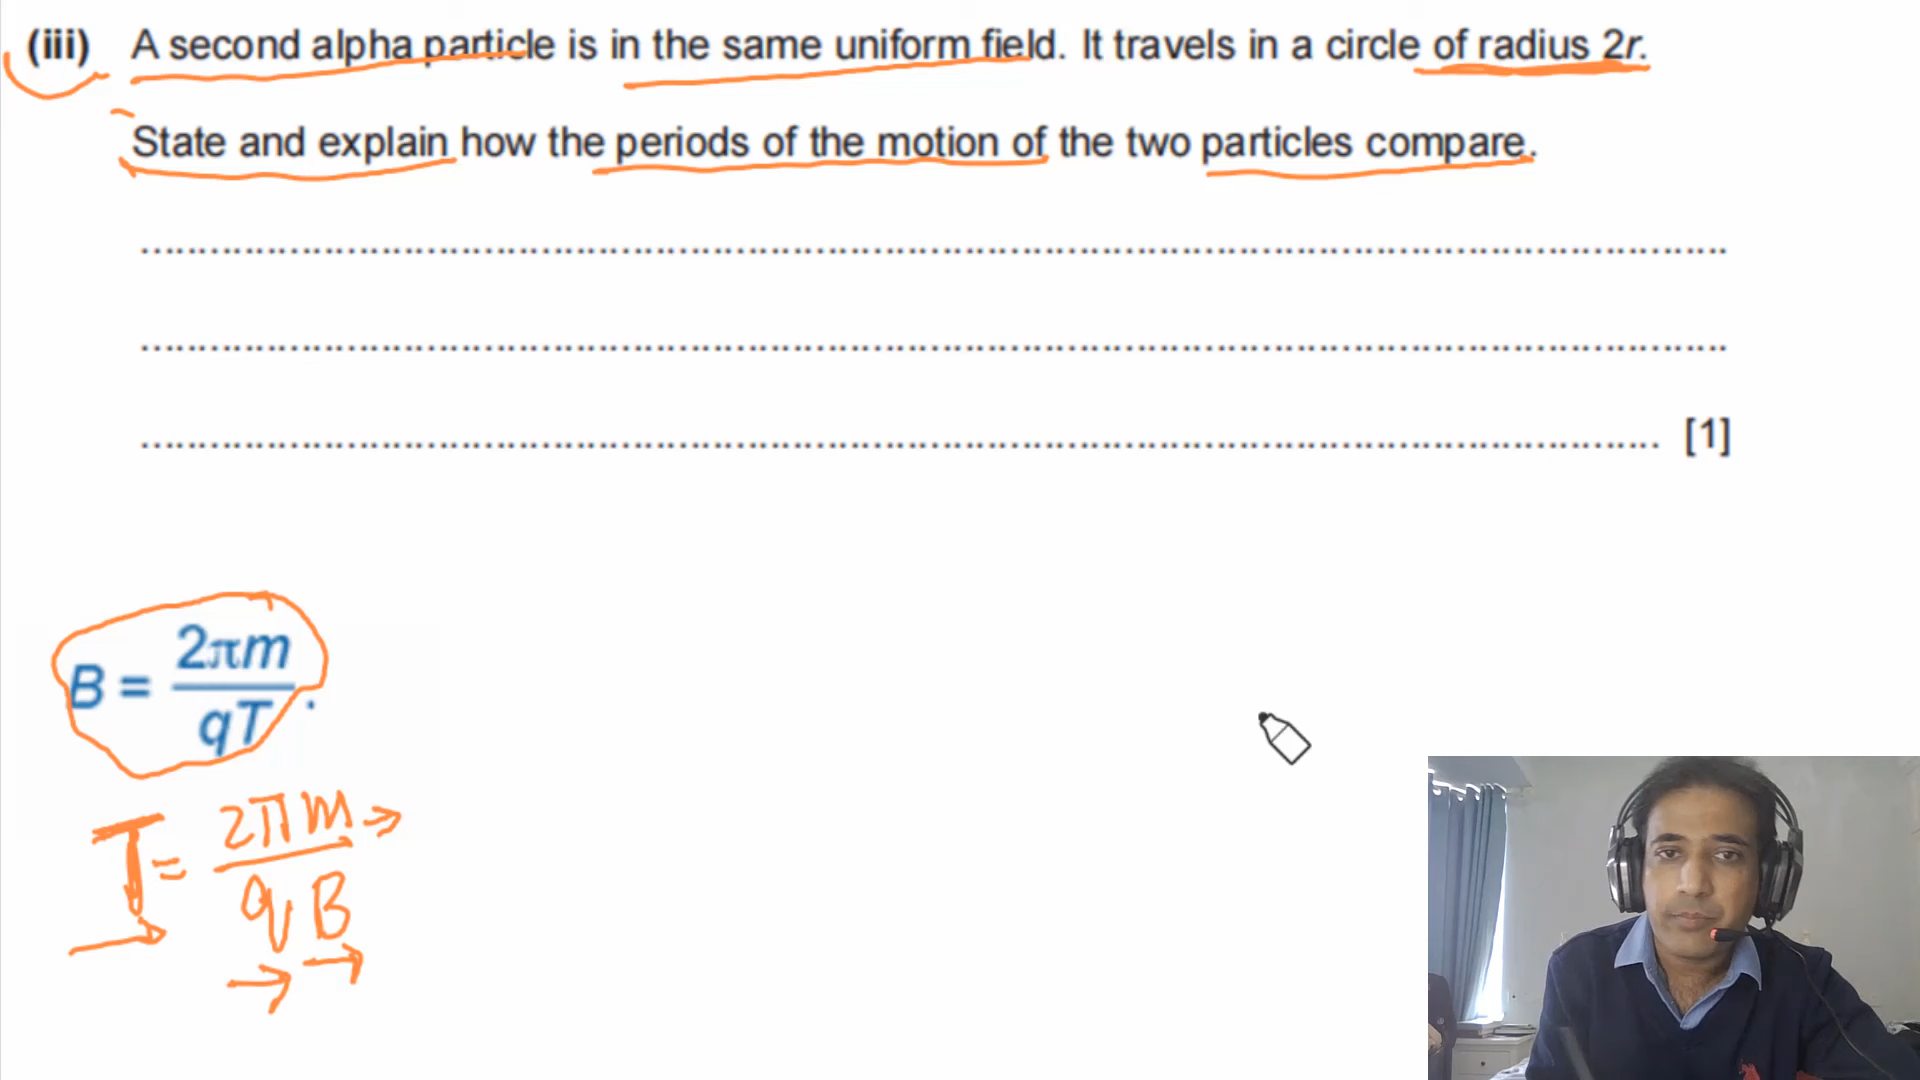 (iii) A second alpha particle is in the same uniform field. It travels in a circle of radius 2r.
State and explain how the periods of the motion of the two particles compare.
[1]
B = 2πm / qT .
T = 2πm / qB